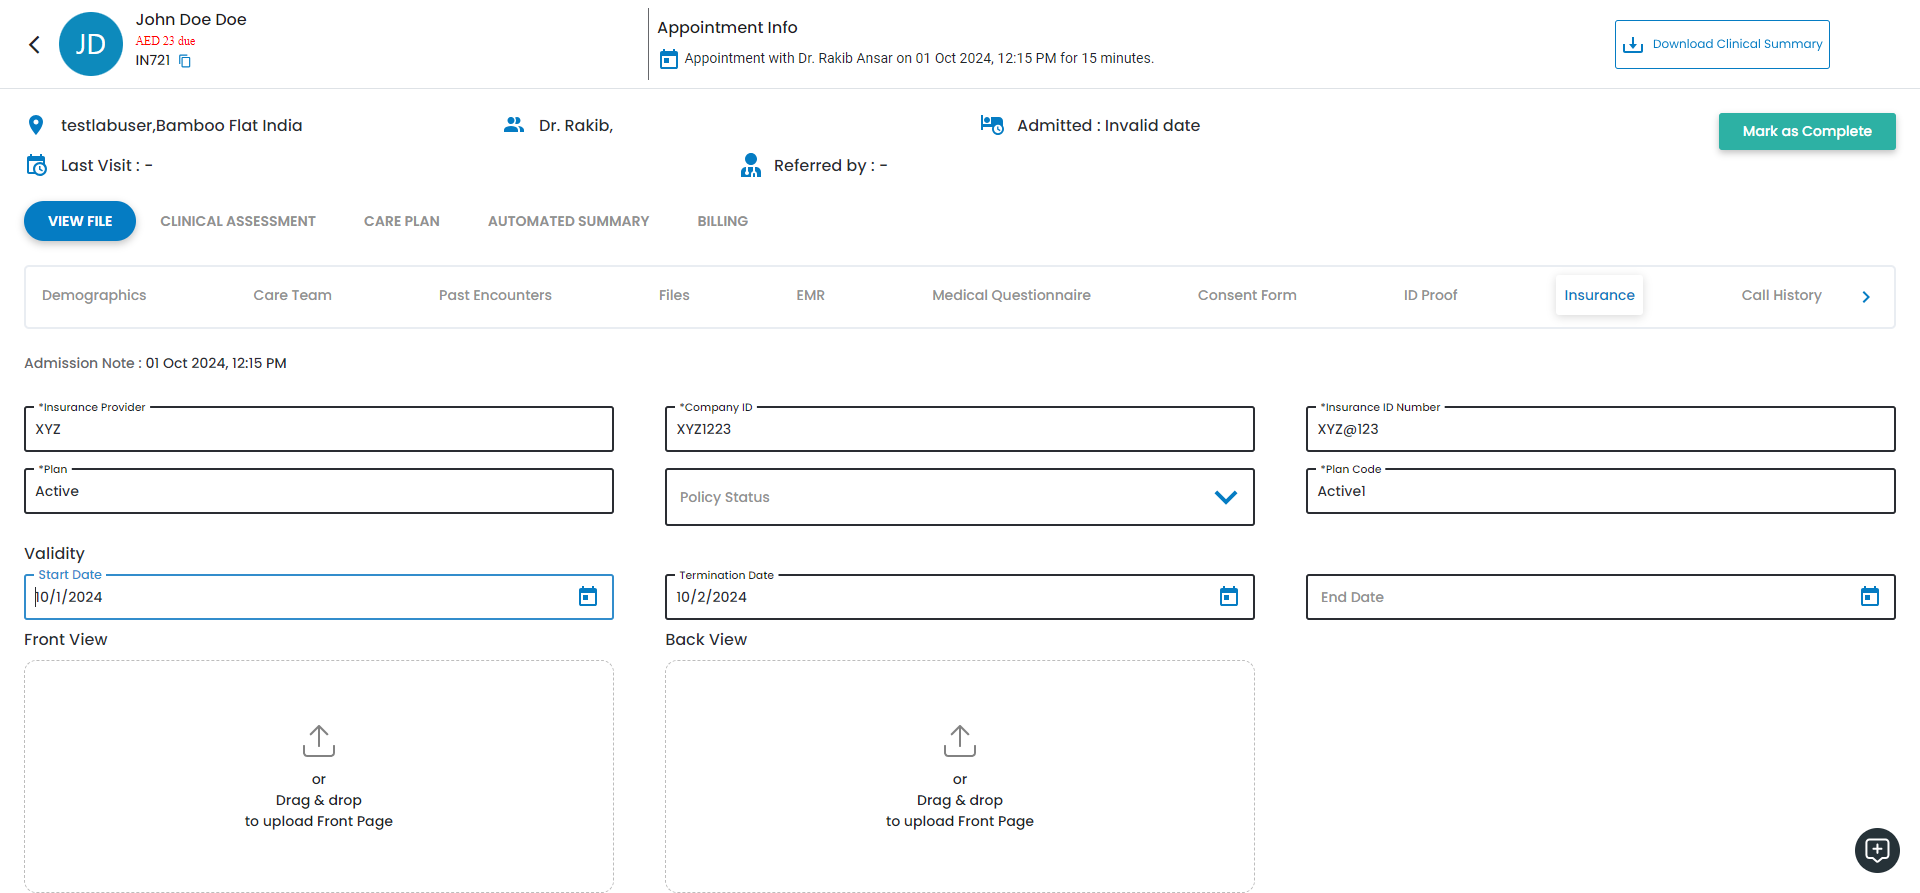 JD
John Doe Doe
AED 23 due
IN721
Appointment Info
Appointment with Dr. Rakib Ansar on 01 Oct 2024, 12:15 PM for 15 minutes.
Download Clinical Summary
testlabuser,Bamboo Flat India
Dr. Rakib,
Admitted : Invalid date
Mark as Complete
Last Visit : -
Referred by : -
VIEW FILE
CLINICAL ASSESSMENT
CARE PLAN
AUTOMATED SUMMARY
BILLING
Demographics
Care Team
Past Encounters
Files
EMR
Medical Questionnaire
Consent Form
ID Proof
Insurance
Call History
Admission Note : 01 Oct 2024, 12:15 PM
*Insurance Provider
XYZ
*Company ID
XYZ1223
*Insurance ID Number
XYZ@123
*Plan
Active
Policy Status
*Plan Code
Active1
Validity
Start Date
10/1/2024
Termination Date
10/2/2024
End Date
Front View
Back View
or
Drag & drop
to upload Front Page
or
Drag & drop
to upload Front Page